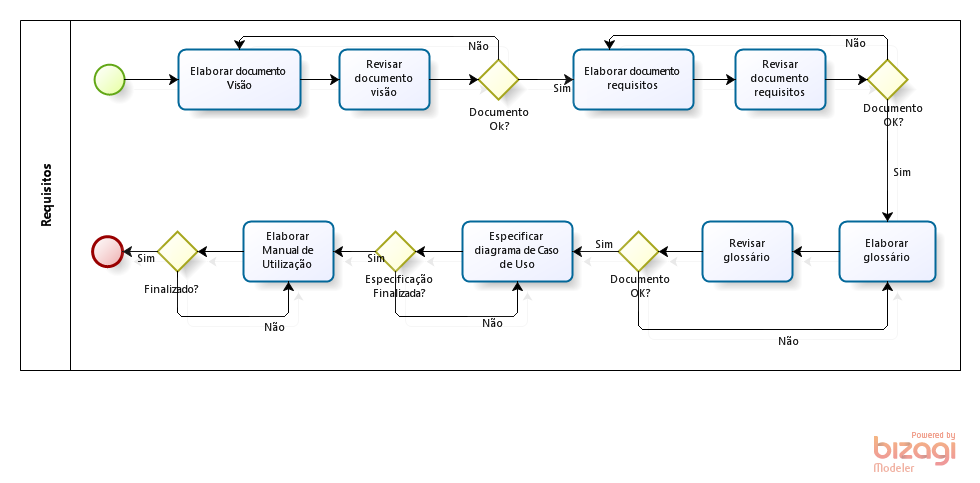 Requisitos
Não
Elaborar documento
Visão
Revisar
documento
visão
Documento
Ok?
Sim
Não
Elaborar documento
requisitos
Revisar
documento
requisitos
Documento
OK?
Sim
Elaborar
glossário
Revisar
glossário
Não
Documento
OK?
Sim
Especificar
diagrama de Caso
de Uso
Não
Sim
Especificação
Finalizada?
Elaborar
Manual de
Utilização
Não
Sim
Finalizado?
Powered by
bizagi
Modeler